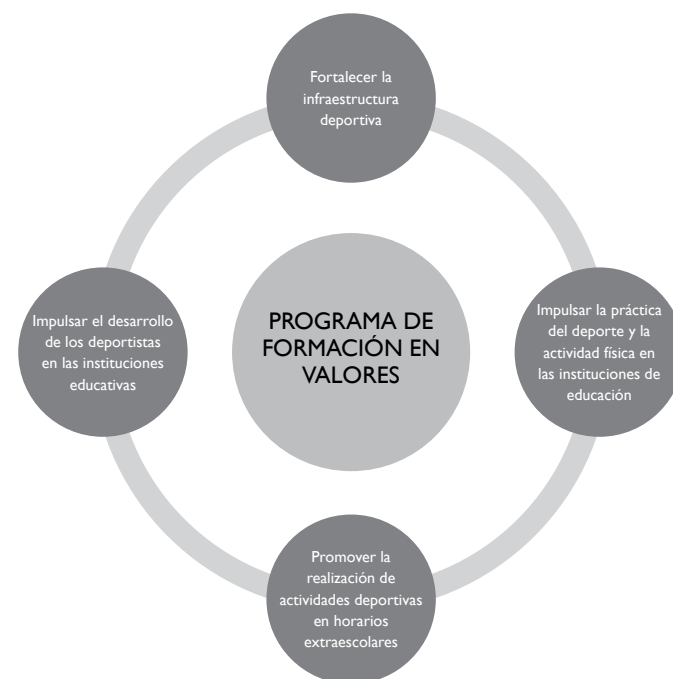 Fortalecer la
infraestructura
deportiva
Impulsar el desarrollo
de los deportistas
en las instituciones
educativas
PROGRAMA DE
FORMACIÓN EN
VALORES
Impulsar la práctica
del deporte y la
actividad física en
las instituciones de
educación
Promover la
realización de
actividades deportivas
en horarios
extraescolares